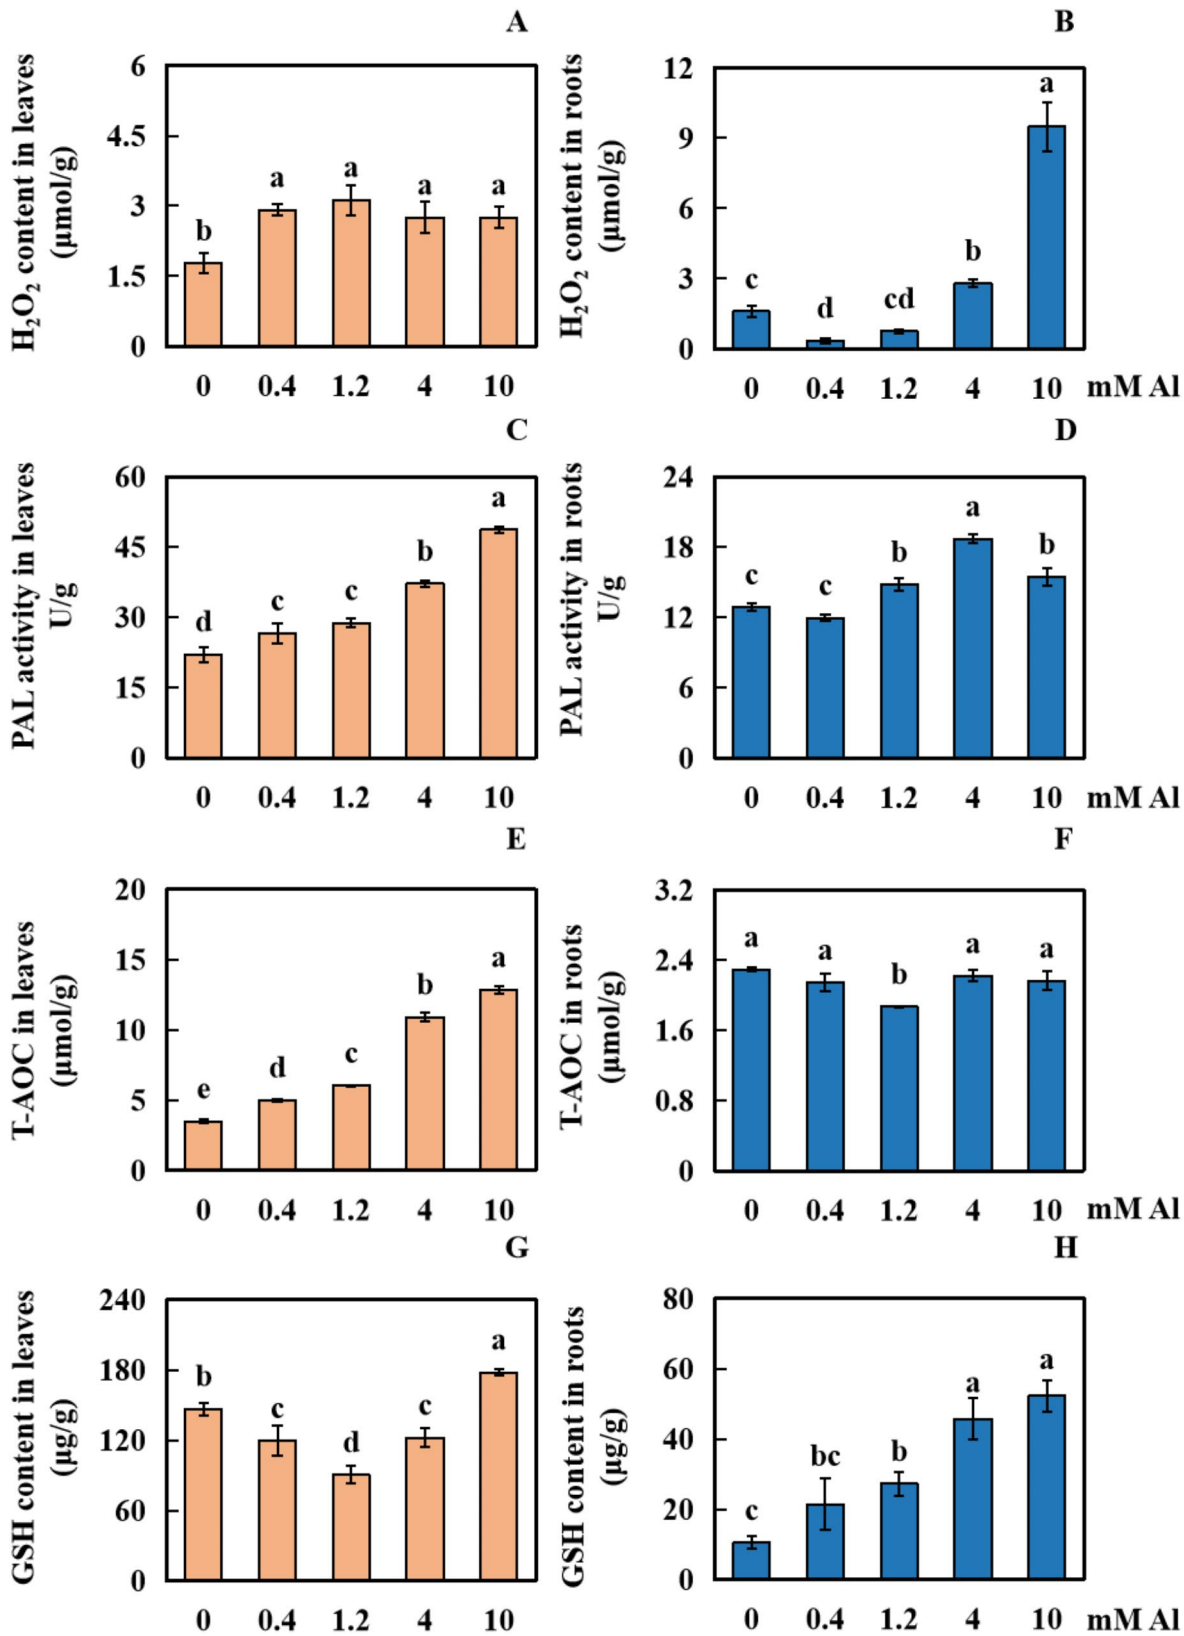 A
H₂O₂ content in leaves
(μmol/g)
6
4.5
3
1.5
0
b
a
a
a
a
0 0.4 1.2 4 10
B
H₂O₂ content in roots
(μmol/g)
12
9
6
3
0
c
d
cd
b
a
0 0.4 1.2 4 10 mM Al
C
PAL activity in leaves
U/g
60
45
30
15
0
d
c
c
b
a
0 0.4 1.2 4 10
D
PAL activity in roots
U/g
24
18
12
6
0
c
c
b
a
b
0 0.4 1.2 4 10 mM Al
E
T-AOC in leaves
(μmol/g)
20
15
10
5
0
e
d
c
b
a
0 0.4 1.2 4 10
F
T-AOC in roots
(μmol/g)
3.2
2.4
1.6
0.8
0
a
a
b
a
a
0 0.4 1.2 4 10 mM Al
G
GSH content in leaves
(μg/g)
240
180
120
60
0
b
c
d
c
a
0 0.4 1.2 4 10
H
GSH content in roots
(μg/g)
80
60
40
20
0
c
bc
b
a
a
0 0.4 1.2 4 10 mM Al